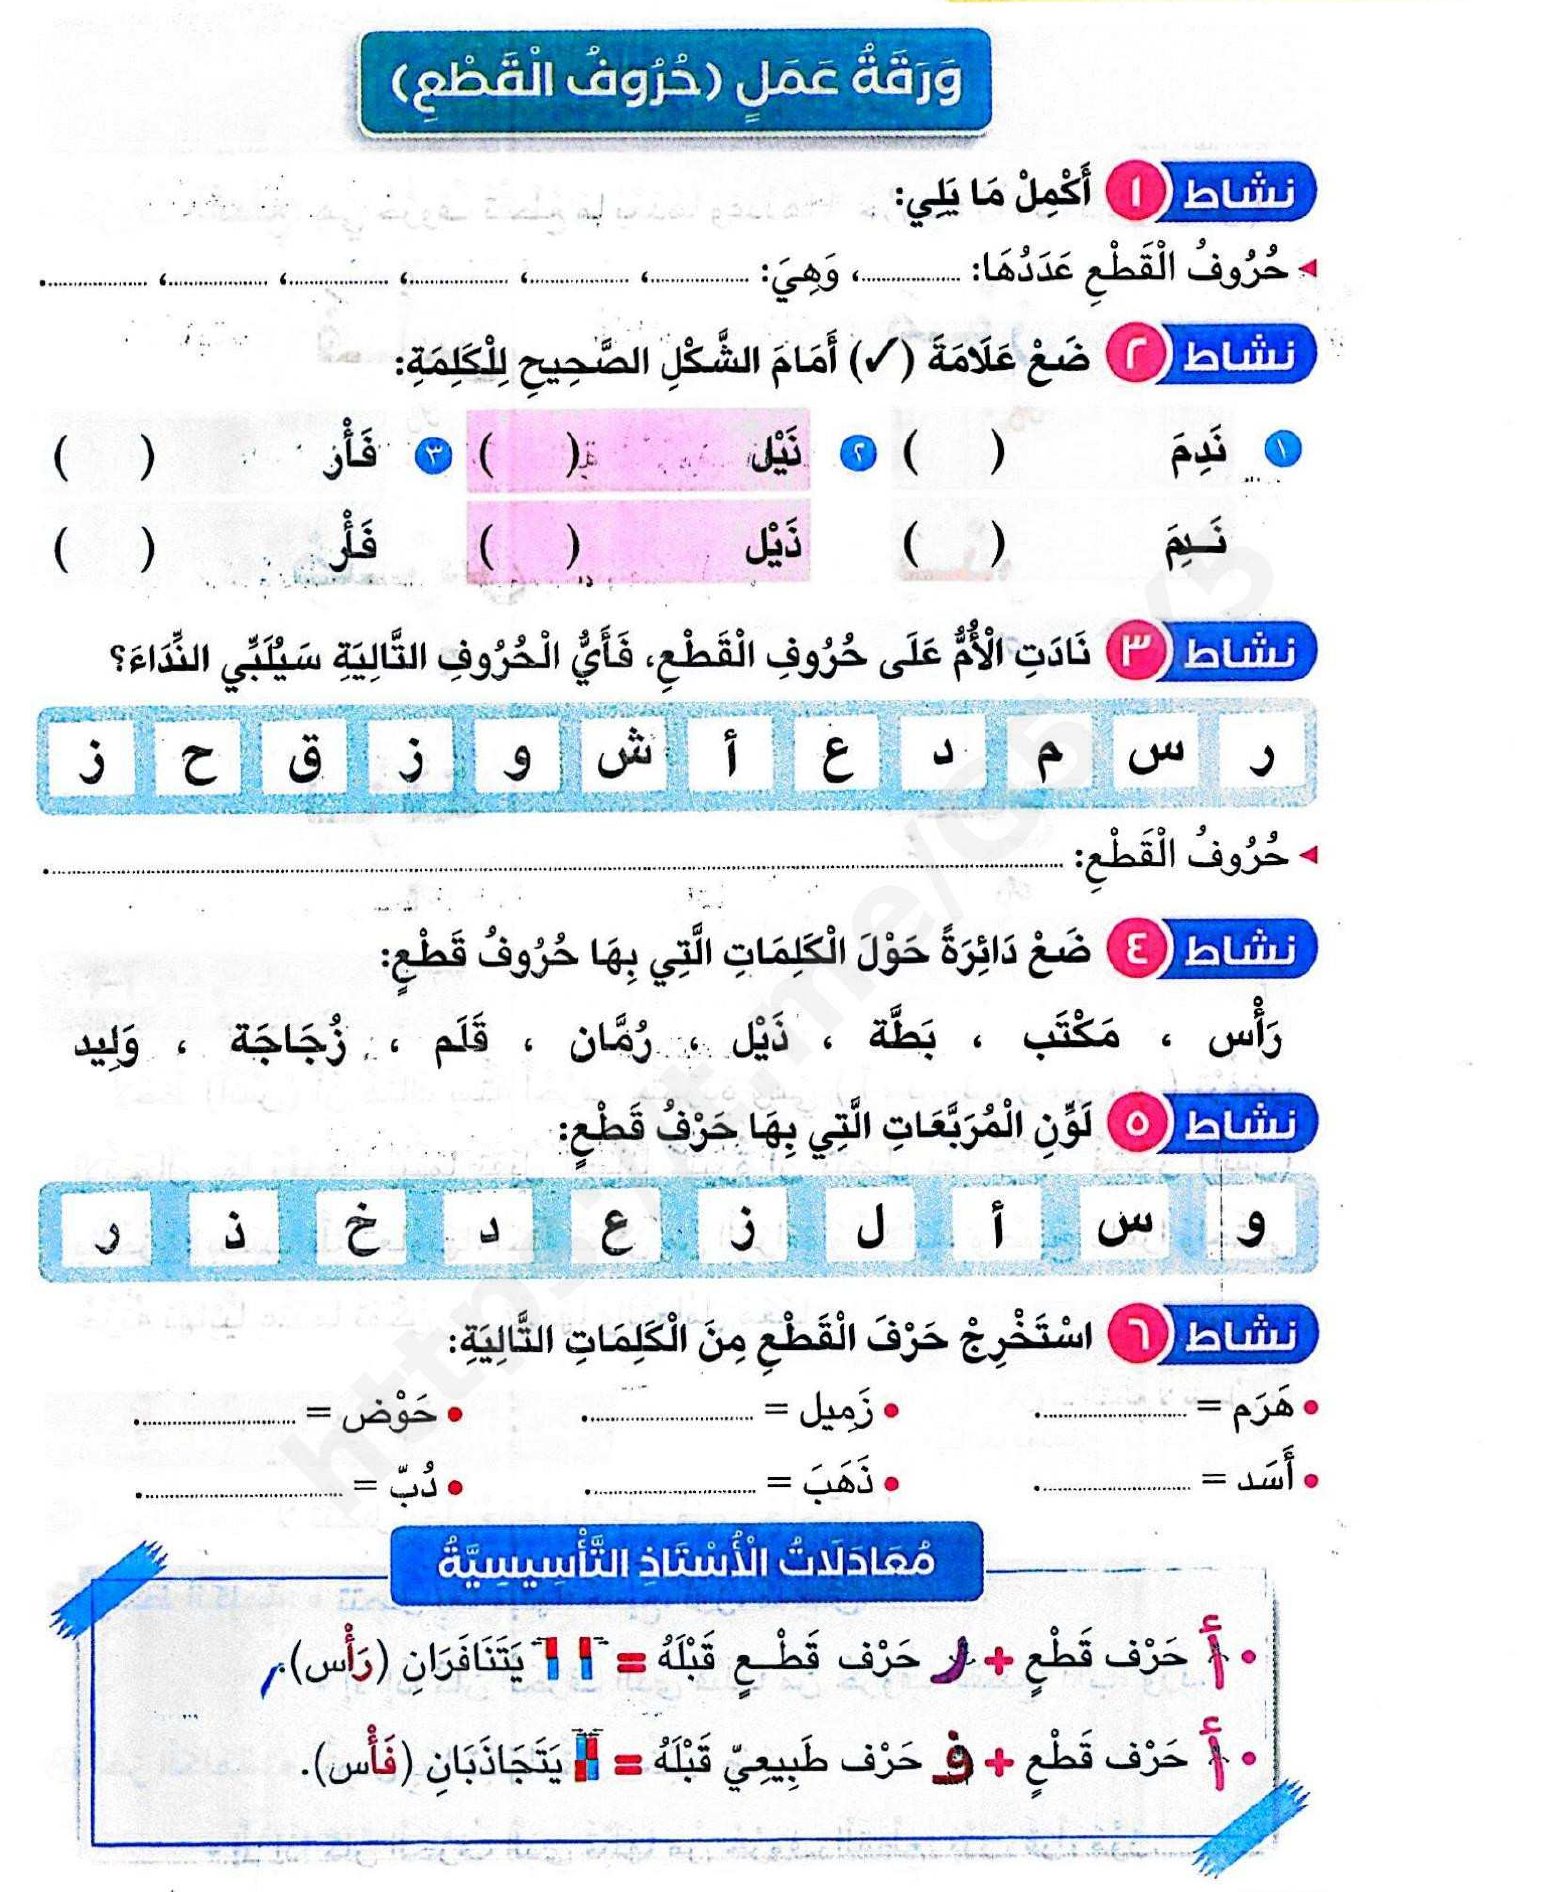 وَرَقَةُ عَمَلٍ (حُرُوفُ الْقَطْعِ)
نشاط ١ أَكْمِلْ مَا يَلِي:
◂ حُرُوفُ الْقَطْعِ عَدَدُهَا: ..............، وَهِيَ: ..............، ..............، ..............، ..............، ..............، ...............
نشاط ٢ ضَعْ عَلَامَةَ (✓) أَمَامَ الشَّكْلِ الصَّحِيحِ لِلْكَلِمَةِ:
١ نَدِمَ ( ) ٢ نَيْل ( ) ٣ فَأْر ( )
نَـدِمَ ( ) ذَيْل ( ) فَأْر ( )
نشاط ٣ نَادَتِ الْأُمُّ عَلَى حُرُوفِ الْقَطْعِ، فَأَيُّ الْحُرُوفِ التَّالِيَةِ سَيُلَبِّي النِّدَاءَ؟
ر س م د ع أ ش و ز ق ح ز
◂ حُرُوفُ الْقَطْعِ: ...............
نشاط ٤ ضَعْ دَائِرَةً حَوْلَ الْكَلِمَاتِ الَّتِي بِهَا حُرُوفُ قَطْعٍ:
رَأْس ، مَكْتَب ، بَطَّة ، ذَيْل ، رُمَّان ، قَلَم ، زُجَاجَة ، وَلِيد
نشاط ٥ لَوِّنِ الْمُرَبَّعَاتِ الَّتِي بِهَا حَرْفُ قَطْعٍ:
و س أ ل ز ع د خ ذ ر
نشاط ٦ اسْتَخْرِجْ حَرْفَ الْقَطْعِ مِنَ الْكَلِمَاتِ التَّالِيَةِ:
• هَرَم = ............... • زَمِيل = ............... • حَوْض = ...............
• أَسَد = ............... • ذَهَبَ = ............... • دُبّ = ...............
مُعَادَلَاتُ الْأُسْتَاذِ التَّأْسِيسِيَّةُ
• أ حَرْف قَطْعٍ + ر حَرْف قَطْـعٍ قَبْلَهُ = يَتَنَافَرَانِ (رَأْس).
• أ حَرْف قَطْعٍ + فـ حَرْف طَبِيعِيّ قَبْلَهُ = يَتَجَاذَبَانِ (فَأْس).